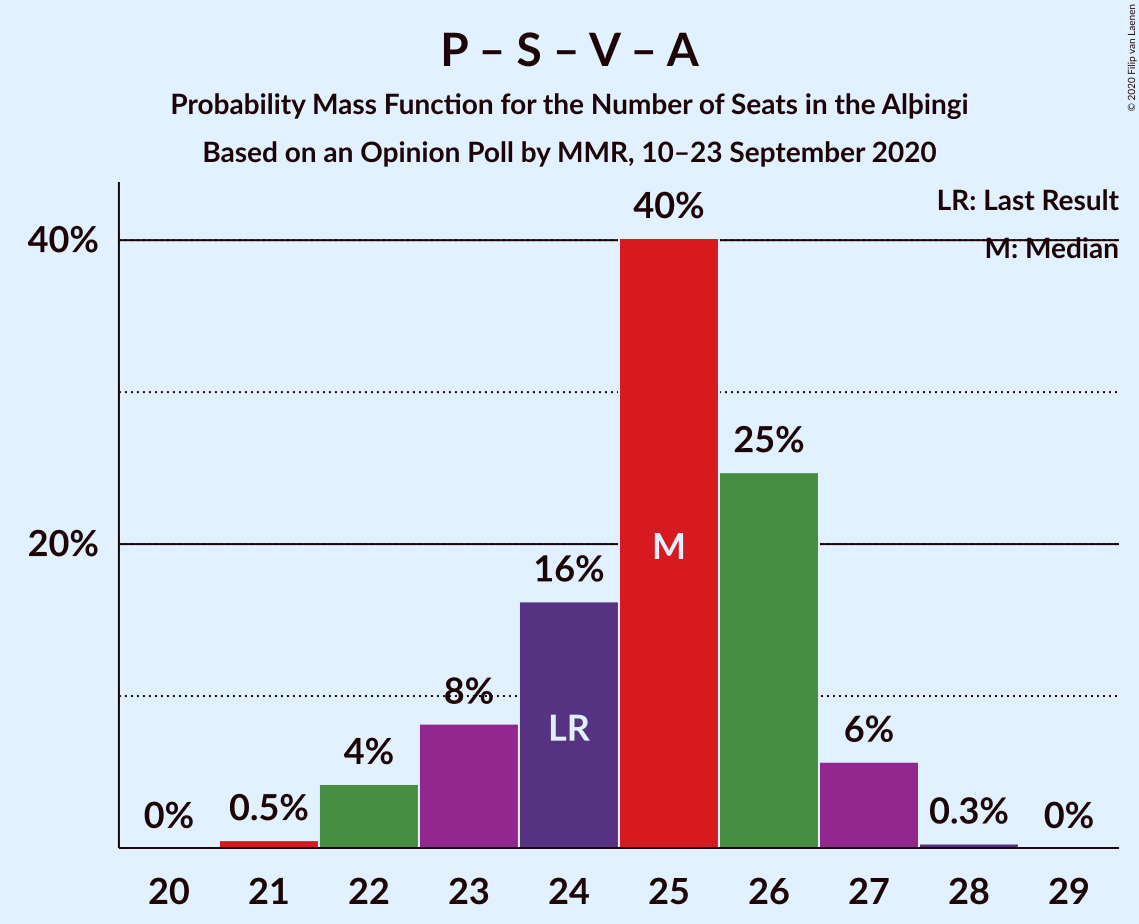 P – S – V – A
Probability Mass Function for the Number of Seats in the Alþingi
Based on an Opinion Poll by MMR, 10–23 September 2020
© 2020 Filip van Laenen
LR: Last Result
M: Median
40%
20%
0%
0.5%
4%
8%
16%
40%
25%
6%
0.3%
0%
LR
M
20 21 22 23 24 25 26 27 28 29